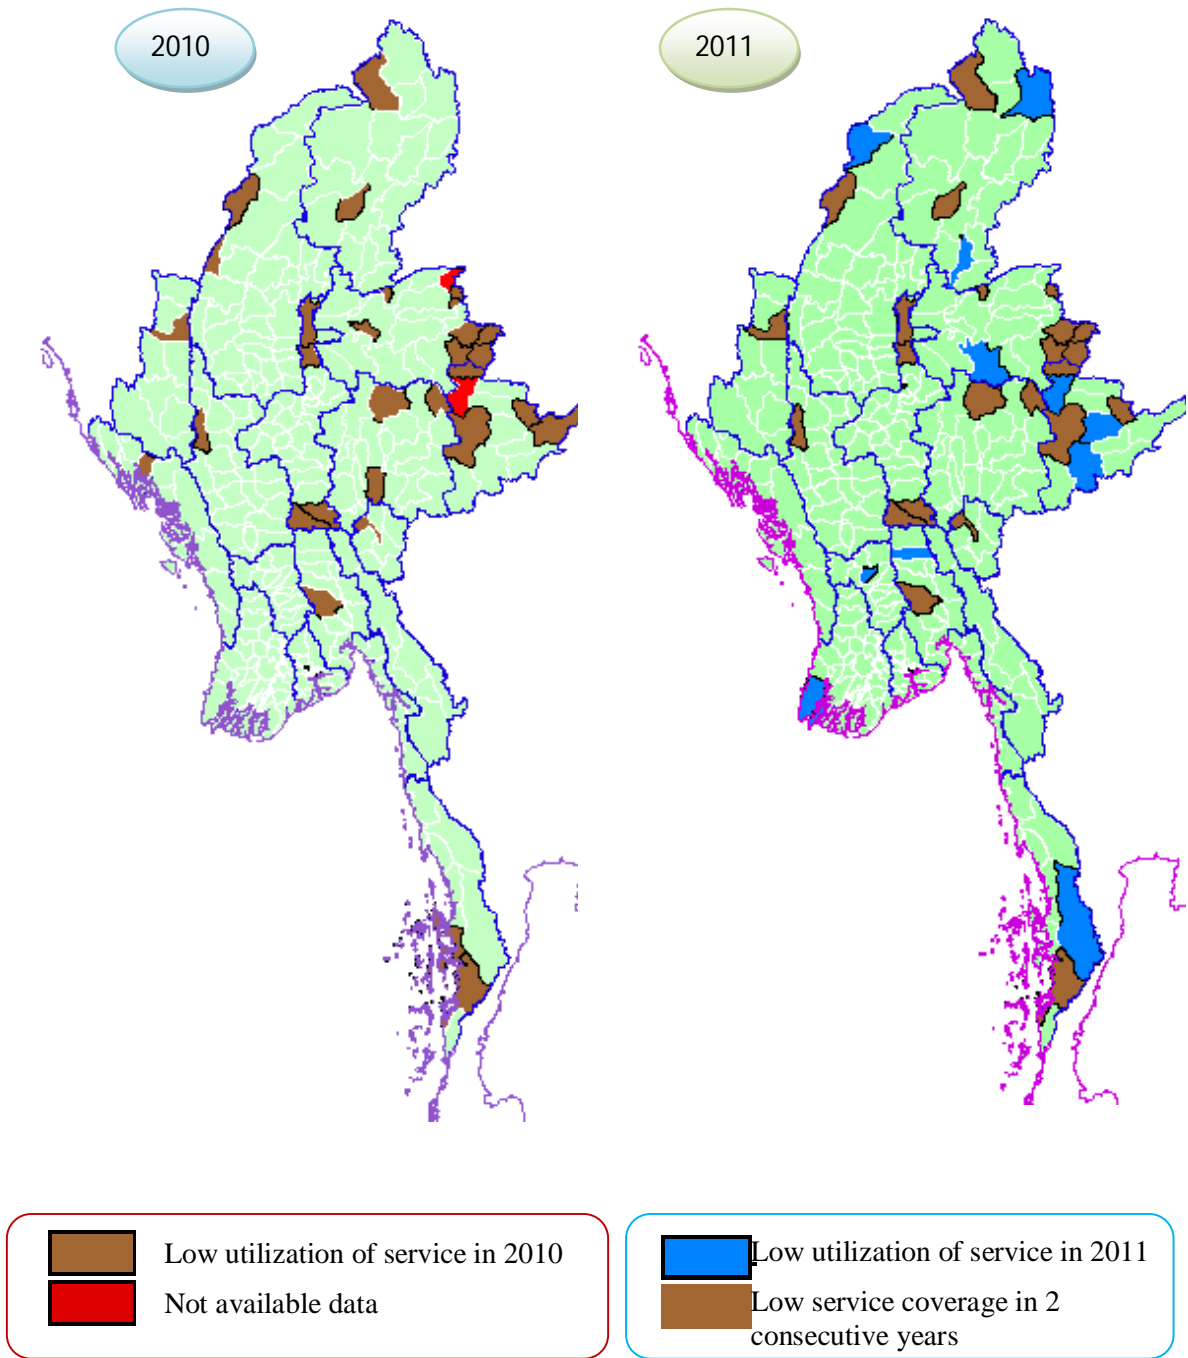 2010
2011
Low utilization of service in 2010
Not available data
Low utilization of service in 2011
Low service coverage in 2
consecutive years